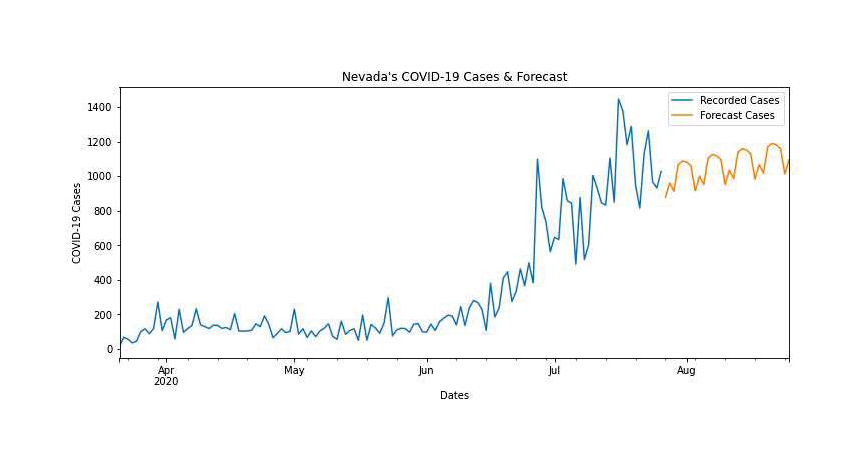 Nevada's COVID-19 Cases & Forecast
Recorded Cases
Forecast Cases
1400
1200
1000
800
600
400
200
0
COVID-19 Cases
Apr
2020
May
Jun
Jul
Aug
Dates